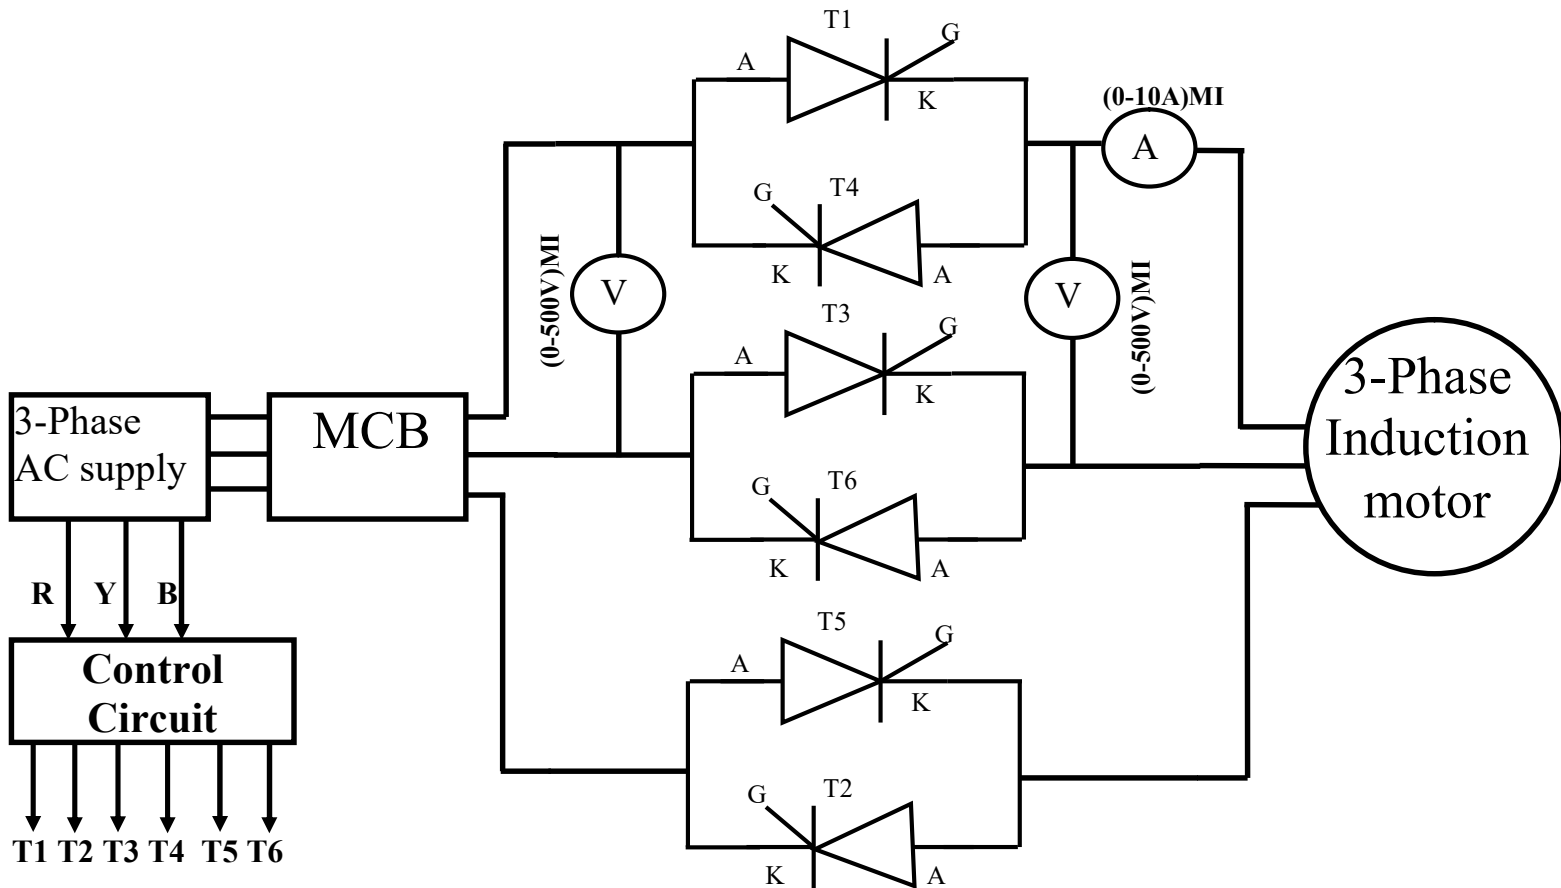 T1
G
A
K
(0-10A)MI
A
T4
G
K
A
(0-500V)MI
V
V
(0-500V)MI
T3
G
A
K
3-Phase
AC supply
MCB
3-Phase
Induction
motor
T6
G
K
A
R Y B
Control
Circuit
T1 T2 T3 T4 T5 T6
T5
G
A
K
T2
G
K
A